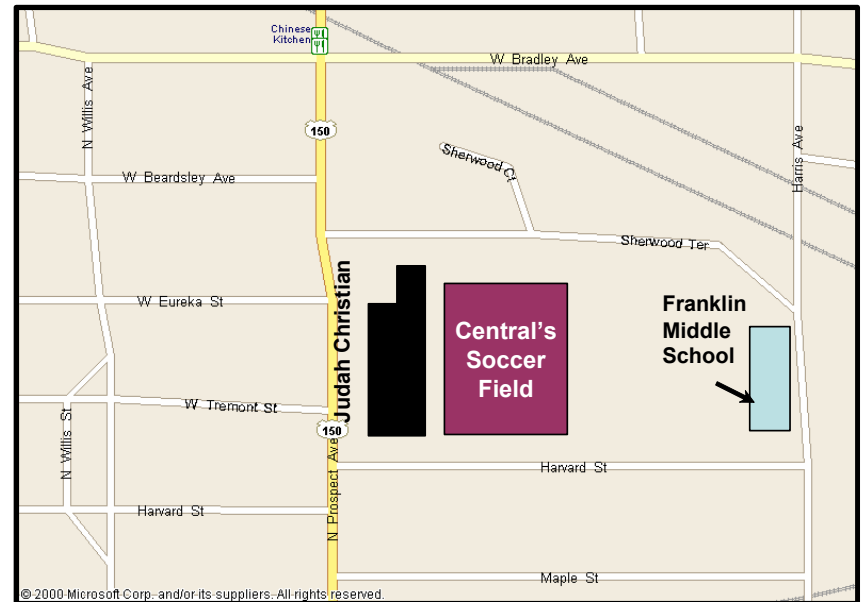 Chinese
Kitchen
W Bradley Ave
N Willis Ave
150
Sherwood Ct
Harris Ave
W Beardsley Ave
Sherwood Ter
W Eureka St
Judah Christian
Central's
Soccer
Field
Franklin
Middle
School
W Tremont St
150
N Willis St
N Prospect Ave
Harvard St
Harvard St
Maple St
© 2000 Microsoft Corp. and/or its suppliers. All rights reserved.